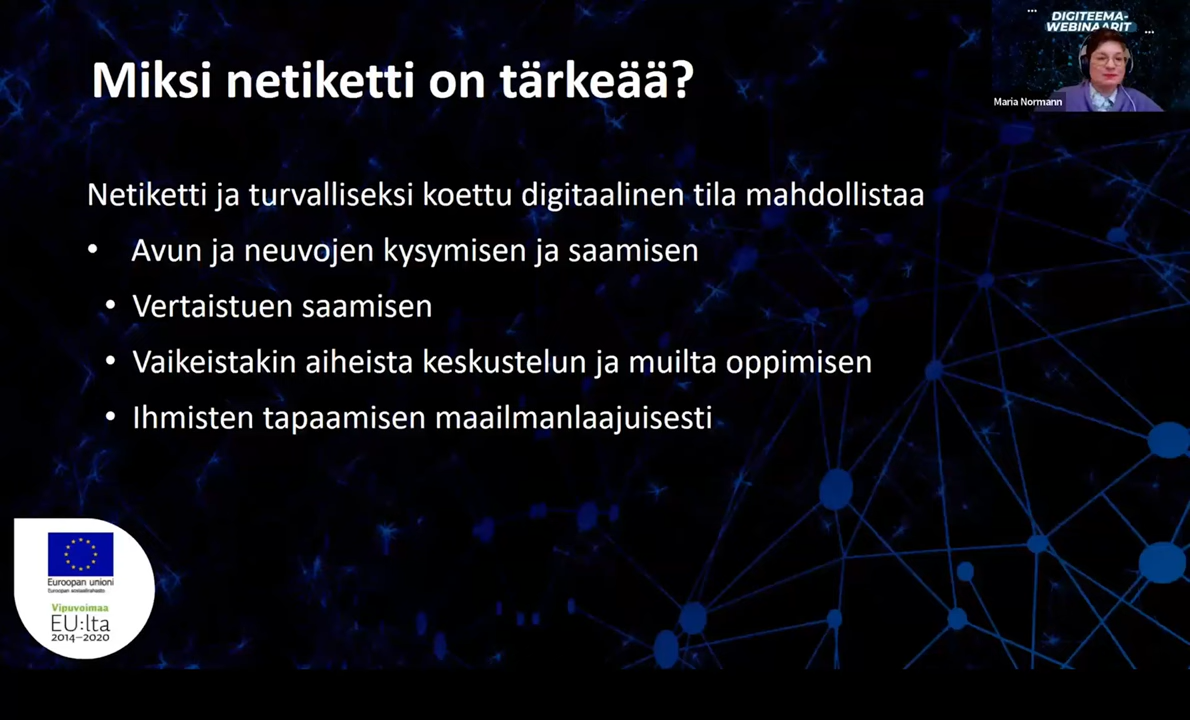 DIGITEEMA-
WEBINAARIT
Maria Normann
Miksi netiketti on tärkeää?
Netiketti ja turvalliseksi koettu digitaalinen tila mahdollistaa
• Avun ja neuvojen kysymisen ja saamisen
• Vertaistuen saamisen
• Vaikeistakin aiheista keskustelun ja muilta oppimisen
• Ihmisten tapaamisen maailmanlaajuisesti
Euroopan unioni
Euroopan sosiaalirahasto
Vipuvoimaa
EU:lta
2014–2020